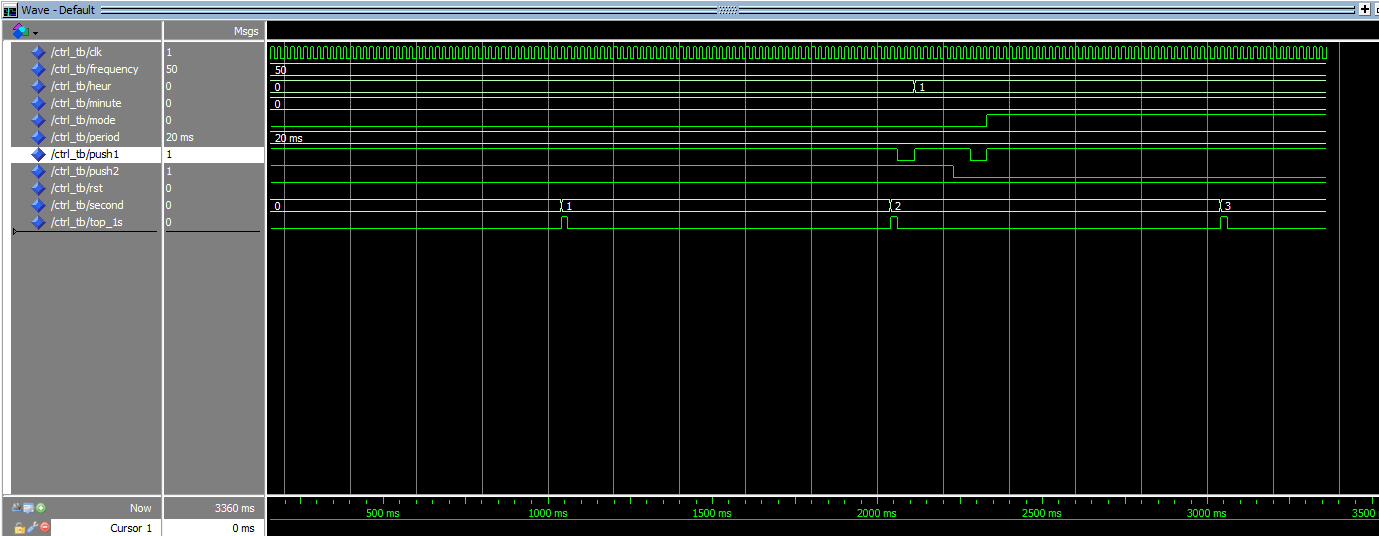 Wave - Default
Msgs
/ctrl_tb/clk 1
/ctrl_tb/frequency 50 50
/ctrl_tb/heur 0 0 1
/ctrl_tb/minute 0 0
/ctrl_tb/mode 0
/ctrl_tb/period 20 ms 20 ms
/ctrl_tb/push1 1
/ctrl_tb/push2 1
/ctrl_tb/rst 0
/ctrl_tb/second 0 0 1 2 3
/ctrl_tb/top_1s 0
Now 3360 ms
500 ms 1000 ms 1500 ms 2000 ms 2500 ms 3000 ms 3500
Cursor 1 0 ms